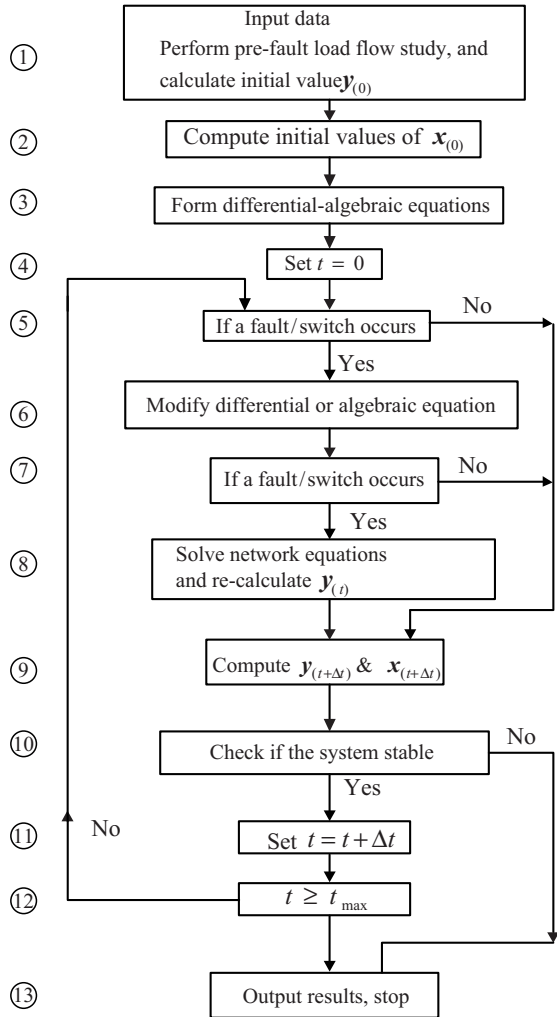 Input data
① Perform pre-fault load flow study, and
calculate initial value y(0)
② Compute initial values of x(0)
③ Form differential-algebraic equations
④ Set t = 0
⑤ If a fault/switch occurs No
Yes
⑥ Modify differential or algebraic equation
⑦ If a fault/switch occurs No
Yes
⑧ Solve network equations
and re-calculate y(t)
⑨ Compute y(t+Δt) & x(t+Δt)
⑩ Check if the system stable No
Yes
No
⑪ Set t = t + Δt
⑫ t ≥ tmax
⑬ Output results, stop